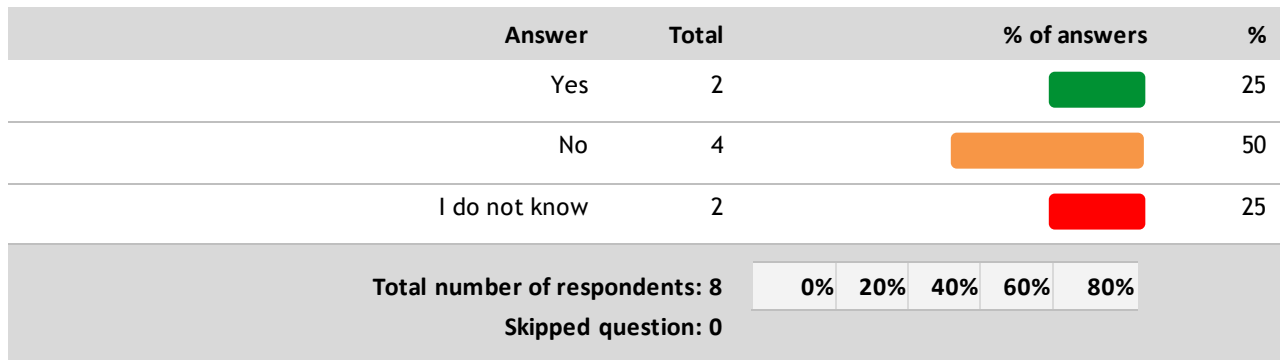 Answer Total % of answers %
Yes 2 25
No 4 50
I do not know 2 25
Total number of respondents: 8 0% 20% 40% 60% 80%
Skipped question: 0